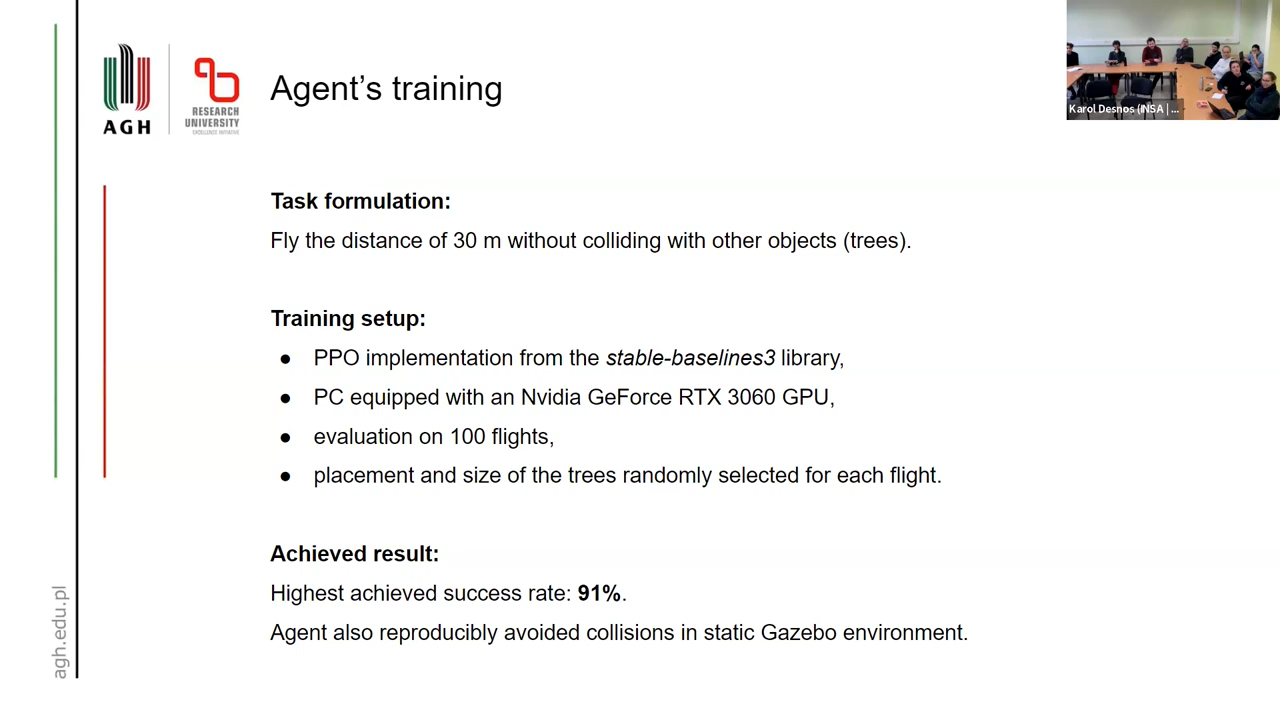 AGH
RESEARCH
UNIVERSITY
EXCELLENCE INITIATIVE
Agent's training
Karol Desnos (INSA | ...
Task formulation:
Fly the distance of 30 m without colliding with other objects (trees).
Training setup:
● PPO implementation from the stable-baselines3 library,
● PC equipped with an Nvidia GeForce RTX 3060 GPU,
● evaluation on 100 flights,
● placement and size of the trees randomly selected for each flight.
Achieved result:
Highest achieved success rate: 91%.
Agent also reproducibly avoided collisions in static Gazebo environment.
agh.edu.pl